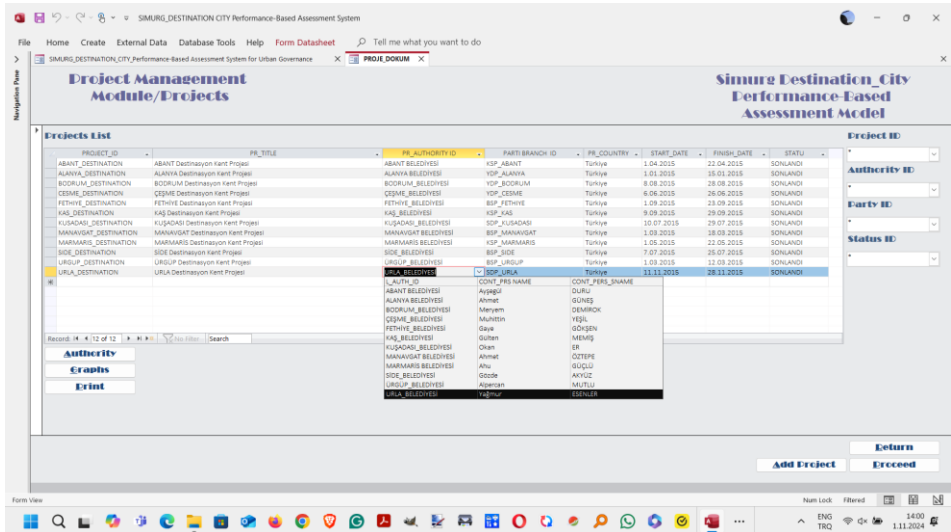 SIMURG_DESTINATION CITY Performance-Based Assessment System
File Home Create External Data Database Tools Help Form Datasheet Tell me what you want to do
SIMURG_DESTINATION_CITY_Performance-Based Assessment System for Urban Governance X PROJE_DOKUM X
Navigation Pane
Project Management
Module/Projects
Simurg Destination_City
Performance-Based
Assessment Model
Projects List
PROJECT_ID PR_TITLE PR_AUTHORITY ID PARTI BRANCH ID PR_COUNTRY START_DATE FINISH_DATE STATU
ABANT_DESTINATION ABANT Destinasyon Kent Projesi ABANT BELEDİYESİ KSP_ABANT Türkiye 1.04.2015 22.04.2015 SONLANDI
ALANYA_DESTINATION ALANYA Destinasyon Kent Projesi ALANYA BELEDİYESİ YDP_ALANYA Türkiye 1.01.2015 15.01.2015 SONLANDI
BODRUM_DESTINATION BODRUM Destinasyon Kent Projesi BODRUM_BELEDİYESİ YDP_BODRUM Türkiye 8.08.2015 28.08.2015 SONLANDI
CESME_DESTINATION ÇEŞME Destinasyon Kent Projesi ÇEŞME_BELEDİYESİ YDP_CESME Türkiye 6.06.2015 26.06.2015 SONLANDI
FETHIYE_DESTINATION FETHİYE Destinasyon Kent Projesi FETHİYE_BELEDİYESİ BSP_FETHIYE Türkiye 1.09.2015 23.09.2015 SONLANDI
KAS_DESTINATION KAŞ Destinasyon Kent Projesi KAŞ_BELEDİYESİ KSP_KAS Türkiye 9.09.2015 29.09.2015 SONLANDI
KUSADASI_DESTINATION KUŞADASI Destinasyon Kent Projesi KUŞADASI_BELEDİYESİ SDP_KUSADASI Türkiye 10.07.2015 29.07.2015 SONLANDI
MANAVGAT_DESTINATION MANAVGAT Destinasyon Kent Projesi MANAVGAT BELEDİYESİ BSP_MANAVGAT Türkiye 1.03.2015 18.03.2015 SONLANDI
MARMARIS_DESTINATION MARMARİS Destinasyon Kent Projesi MARMARİS BELEDİYESİ KSP_MARMARIS Türkiye 1.05.2015 22.05.2015 SONLANDI
SIDE_DESTINATION SİDE Destinasyon Kent Projesi SİDE_BELEDİYESİ BSP_SIDE Türkiye 7.07.2015 25.07.2015 SONLANDI
URGUP_DESTINATION ÜRGÜP Destinasyon Kent Projesi ÜRGÜP_BELEDİYESİ BSP_URGUP Türkiye 1.03.2015 12.03.2015 SONLANDI
URLA_DESTINATION URLA Destinasyon Kent Projesi URLA_BELEDİYESİ SDP_URLA Türkiye 11.11.2015 28.11.2015 SONLANDI
L_AUTH_ID CONT_PRS NAME CONT_PERS_SNAME
ABANT BELEDİYESİ Ayşegül DURU
ALANYA BELEDİYESİ Ahmet GÜNEŞ
BODRUM_BELEDİYESİ Meryem DEMİROK
ÇEŞME_BELEDİYESİ Muhittin YEŞİL
FETHİYE_BELEDİYESİ Gaye GÖKŞEN
KAŞ_BELEDİYESİ Gülten MEMİŞ
KUŞADASI_BELEDİYESİ Okan ER
MANAVGAT BELEDİYESİ Ahmet ÖZTEPE
MARMARİS BELEDİYESİ Ahu GÜÇLÜ
SİDE_BELEDİYESİ Gözde AKYÜZ
ÜRGÜP_BELEDİYESİ Alpercan MUTLU
URLA_BELEDİYESİ Yağmur ESENLER
Record: 12 of 12 No Filter Search
Project ID
*
Authority ID
*
Party ID
*
Status ID
*
Authority
Graphs
Print
Return
Add Project Proceed
Form View Num Lock Filtered
ENG
TRQ
14:00
1.11.2024